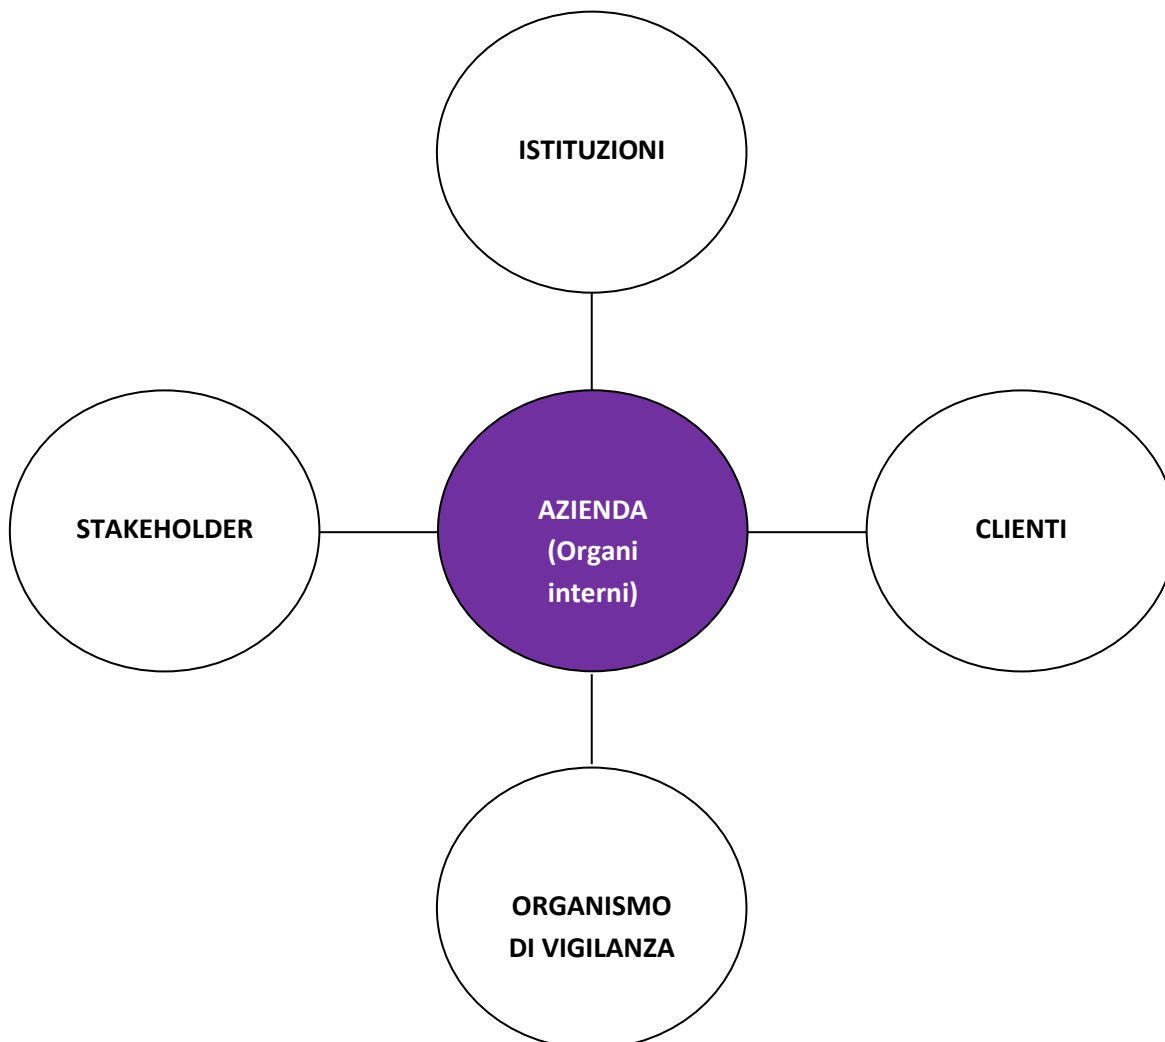 ISTITUZIONI
STAKEHOLDER
AZIENDA
(Organi
interni)
CLIENTI
ORGANISMO
DI VIGILANZA